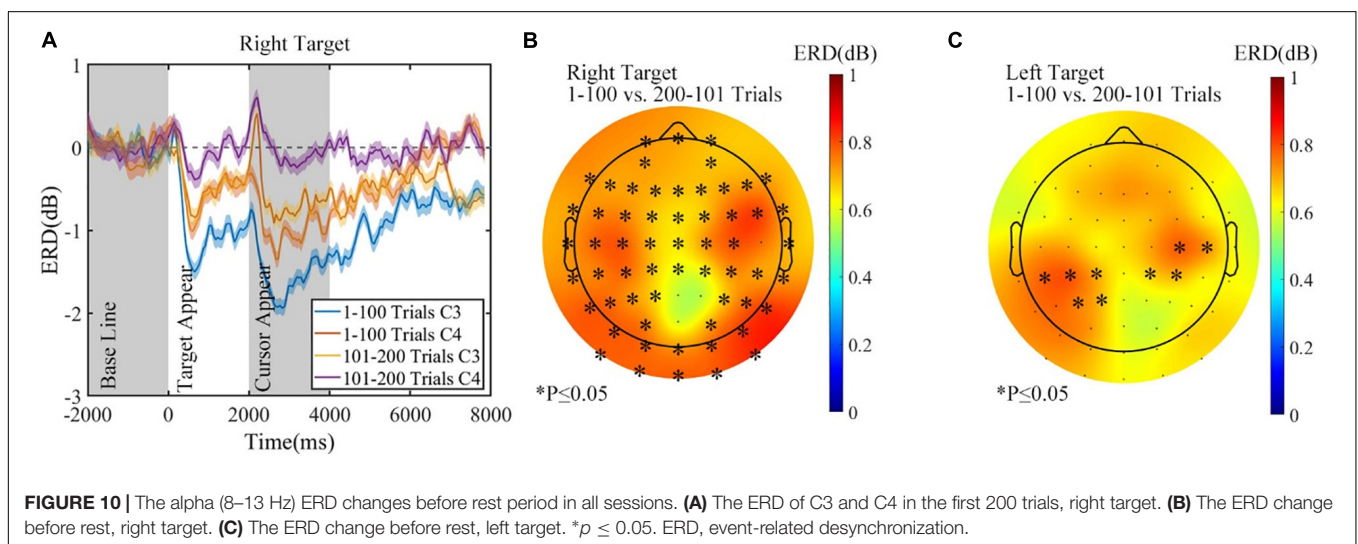 A
Right Target
ERD(dB)
1
0
-1
-2
-3
Base Line
Target Appear
Cursor Appear
1-100 Trials C3
1-100 Trials C4
101-200 Trials C3
101-200 Trials C4
-2000 0 2000 4000 6000 8000
Time(ms)
B
ERD(dB)
Right Target
1-100 vs. 200-101 Trials
1
0.8
0.6
0.4
0.2
0
*P≤0.05
C
ERD(dB)
Left Target
1-100 vs. 200-101 Trials
1
0.8
0.6
0.4
0.2
0
*P≤0.05
FIGURE 10 | The alpha (8–13 Hz) ERD changes before rest period in all sessions. (A) The ERD of C3 and C4 in the first 200 trials, right target. (B) The ERD change
before rest, right target. (C) The ERD change before rest, left target. *p ≤ 0.05. ERD, event-related desynchronization.